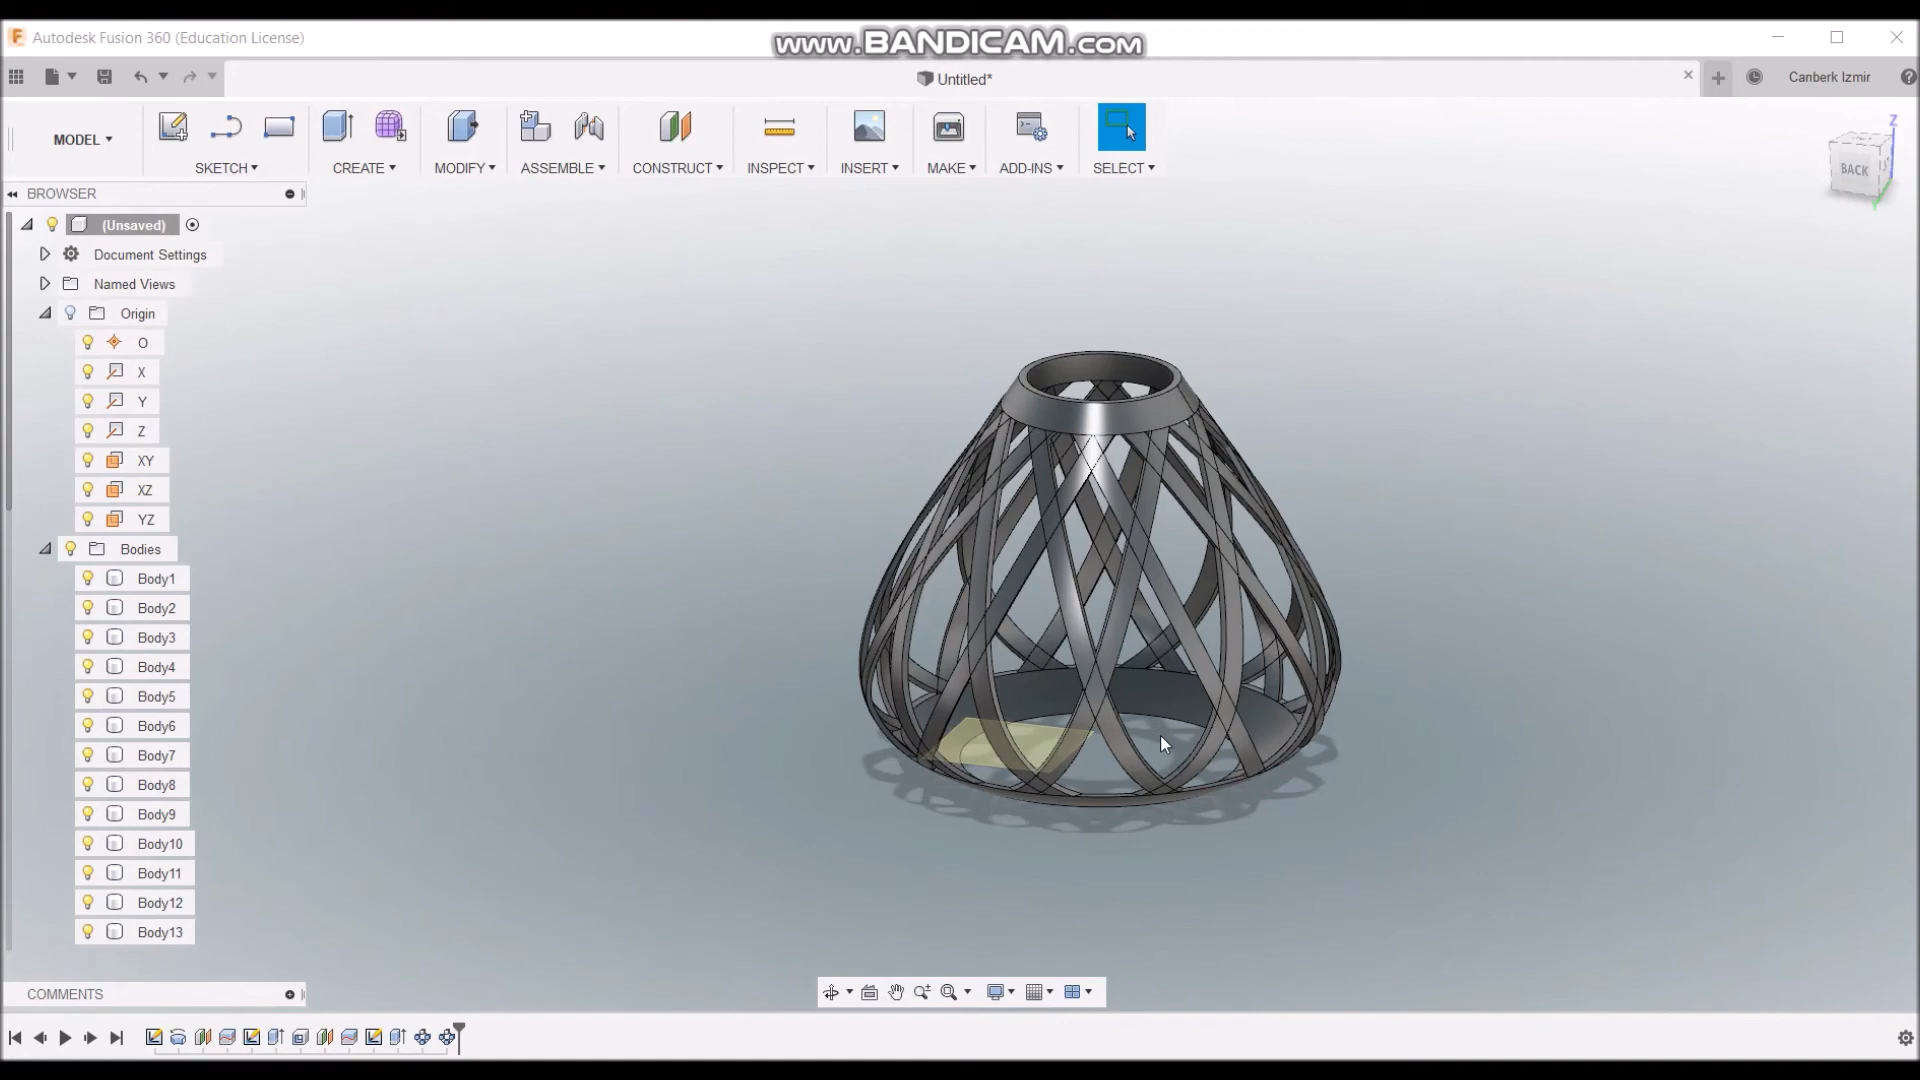 www.BANDICAM.com
Autodesk Fusion 360 (Education License)
Untitled*
Canberk Izmir
MODEL
SKETCH
CREATE
MODIFY
ASSEMBLE
CONSTRUCT
INSPECT
INSERT
MAKE
ADD-INS
SELECT
Z
BACK
Y
BROWSER
(Unsaved)
Document Settings
Named Views
Origin
O
X
Y
Z
XY
XZ
YZ
Bodies
Body1
Body2
Body3
Body4
Body5
Body6
Body7
Body8
Body9
Body10
Body11
Body12
Body13
COMMENTS